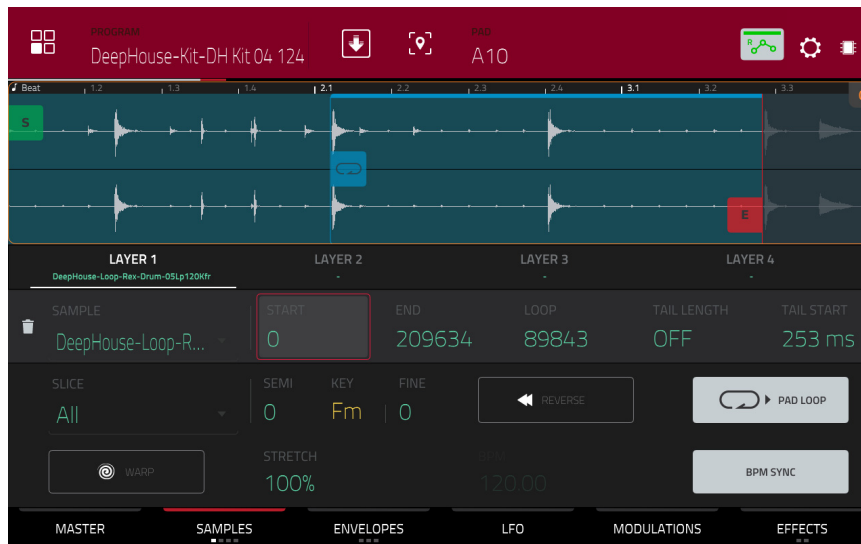 PROGRAM
DeepHouse-Kit-DH Kit 04 124
PAD
A10
R
Beat 1.2 1.3 1.4 2.1 2.2 2.3 2.4 3.1 3.2 3.3
S
E
LAYER 1 LAYER 2 LAYER 3 LAYER 4
DeepHouse-Loop-Rex-Drum-05Lp120Kfr - - -
SAMPLE START END LOOP TAIL LENGTH TAIL START
DeepHouse-Loop-R... 0 209634 89843 OFF 253 ms
SLICE SEMI KEY FINE
All 0 Fm 0
REVERSE
PAD LOOP
STRETCH BPM
WARP
100% 120.00
BPM SYNC
MASTER SAMPLES ENVELOPES LFO MODULATIONS EFFECTS